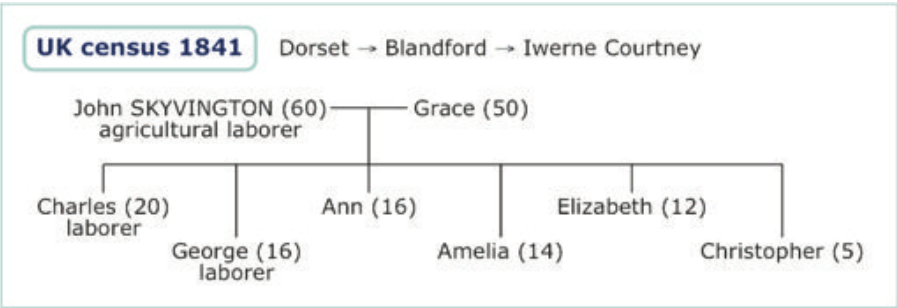 UK census 1841 Dorset → Blandford → Iwerne Courtney
John SKYVINGTON (60) Grace (50)
agricultural laborer
Charles (20) Ann (16) Elizabeth (12)
laborer
George (16) Amelia (14) Christopher (5)
laborer